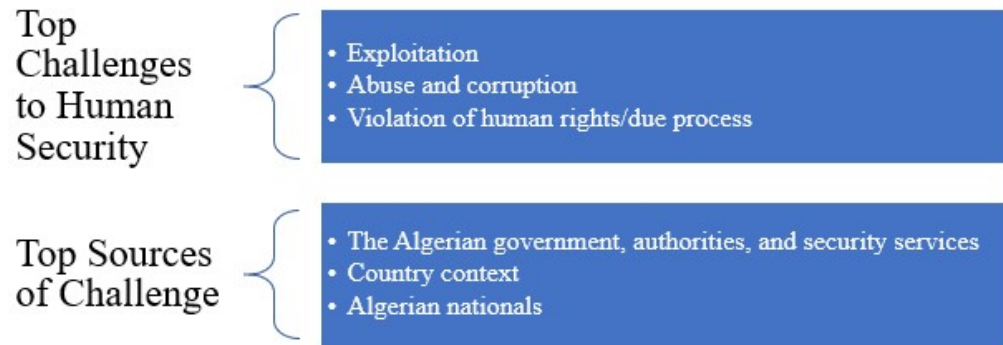 Top
Challenges
to Human
Security
• Exploitation
• Abuse and corruption
• Violation of human rights/due process
Top Sources
of Challenge
• The Algerian government, authorities, and security services
• Country context
• Algerian nationals